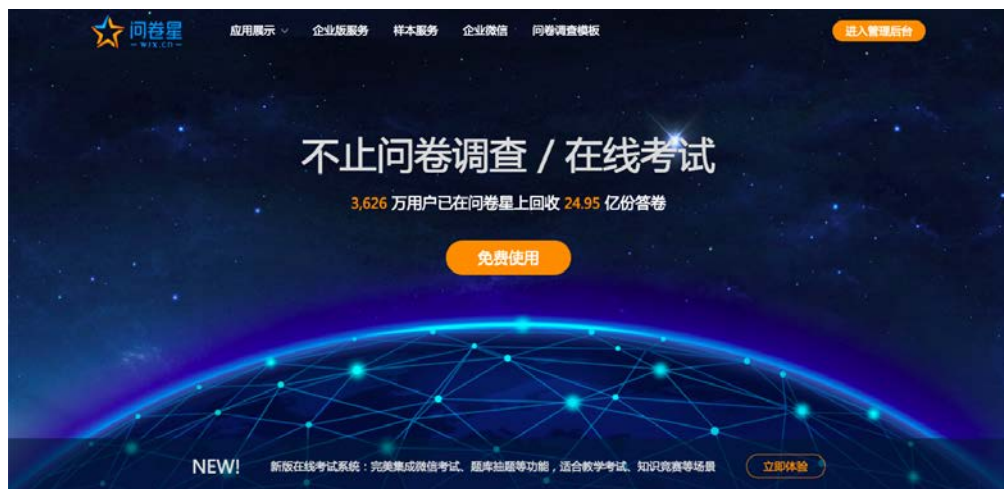 问卷星
WJX.CN
应用展示 企业版服务 样本服务 企业微信 问卷调查模板 进入管理后台
不止问卷调查 / 在线考试
3,626 万用户已在问卷星上回收 24.95 亿份答卷
免费使用
NEW! 新版在线考试系统：完美集成微信考试、题库抽题等功能，适合教学考试、知识竞赛等场景 立即体验